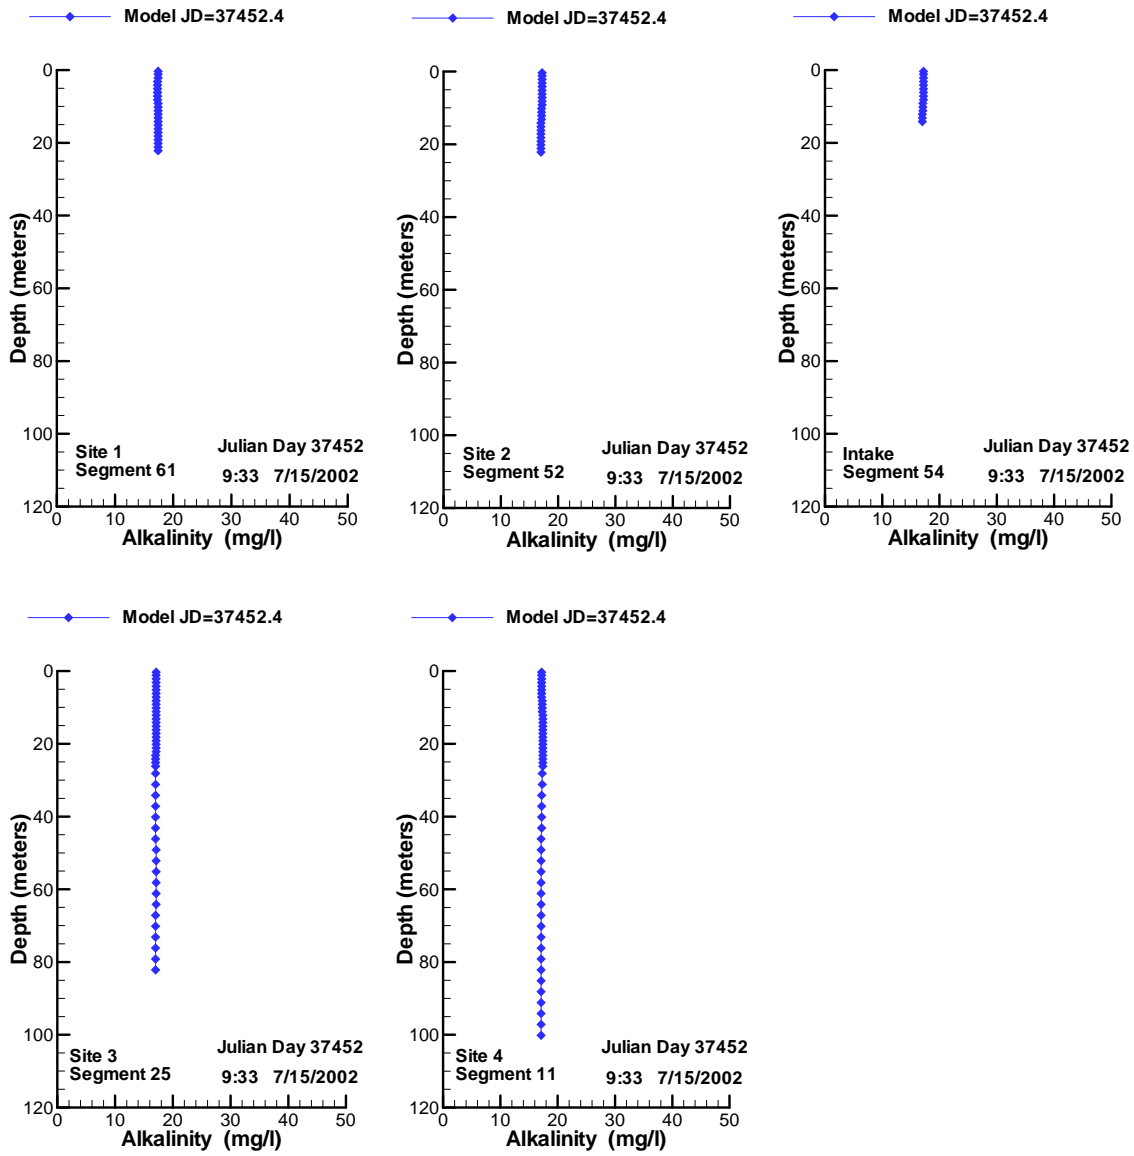 Model JD=37452.4
0
20
40
60
80
100
120
Depth (meters)
Site 1
Segment 61
Julian Day 37452
9:33 7/15/2002
0 10 20 30 40 50
Alkalinity (mg/l)
Model JD=37452.4
0
20
40
60
80
100
120
Depth (meters)
Site 2
Segment 52
Julian Day 37452
9:33 7/15/2002
0 10 20 30 40 50
Alkalinity (mg/l)
Model JD=37452.4
0
20
40
60
80
100
120
Depth (meters)
Intake
Segment 54
Julian Day 37452
9:33 7/15/2002
0 10 20 30 40 50
Alkalinity (mg/l)
Model JD=37452.4
0
20
40
60
80
100
120
Depth (meters)
Site 3
Segment 25
Julian Day 37452
9:33 7/15/2002
0 10 20 30 40 50
Alkalinity (mg/l)
Model JD=37452.4
0
20
40
60
80
100
120
Depth (meters)
Site 4
Segment 11
Julian Day 37452
9:33 7/15/2002
0 10 20 30 40 50
Alkalinity (mg/l)